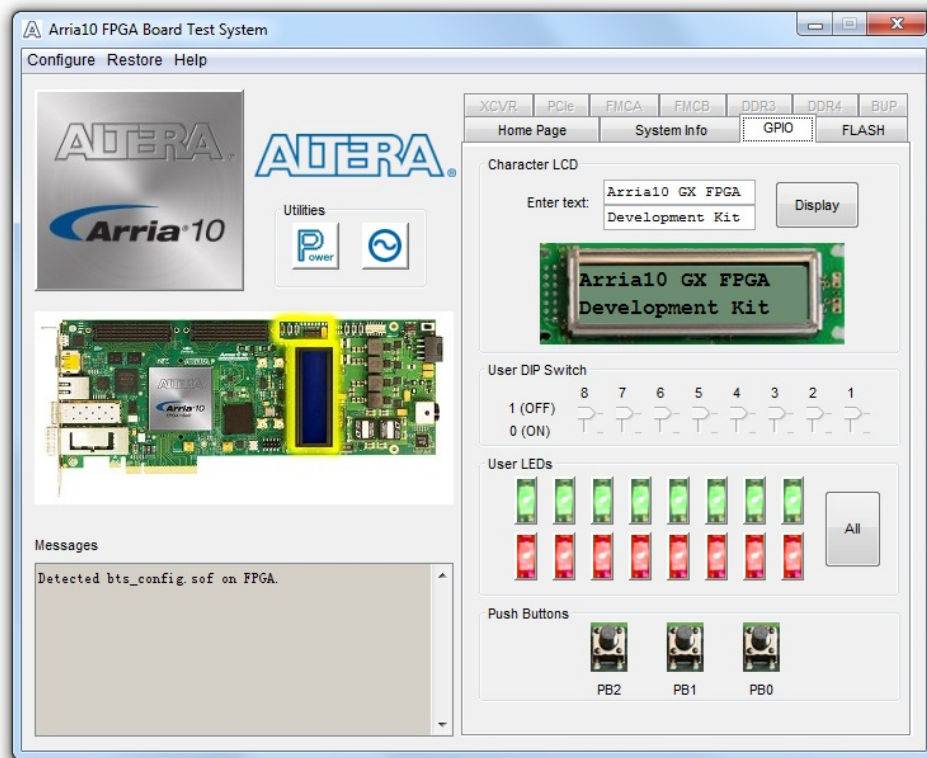 Arria10 FPGA Board Test System
Configure Restore Help
ALTERA®
Arria® 10
ALTERA®
Utilities
Power
ALTERA
Arria® 10
Messages
Detected bts_config.sof on FPGA.
XCVR PCIe FMCA FMCB DDR3 DDR4 BUP
Home Page System Info GPIO FLASH
Character LCD
Enter text:
Arria10 GX FPGA
Development Kit
Display
Arria10 GX FPGA
Development Kit
User DIP Switch
8 7 6 5 4 3 2 1
1 (OFF)
0 (ON)
User LEDs
All
Push Buttons
PB2 PB1 PB0